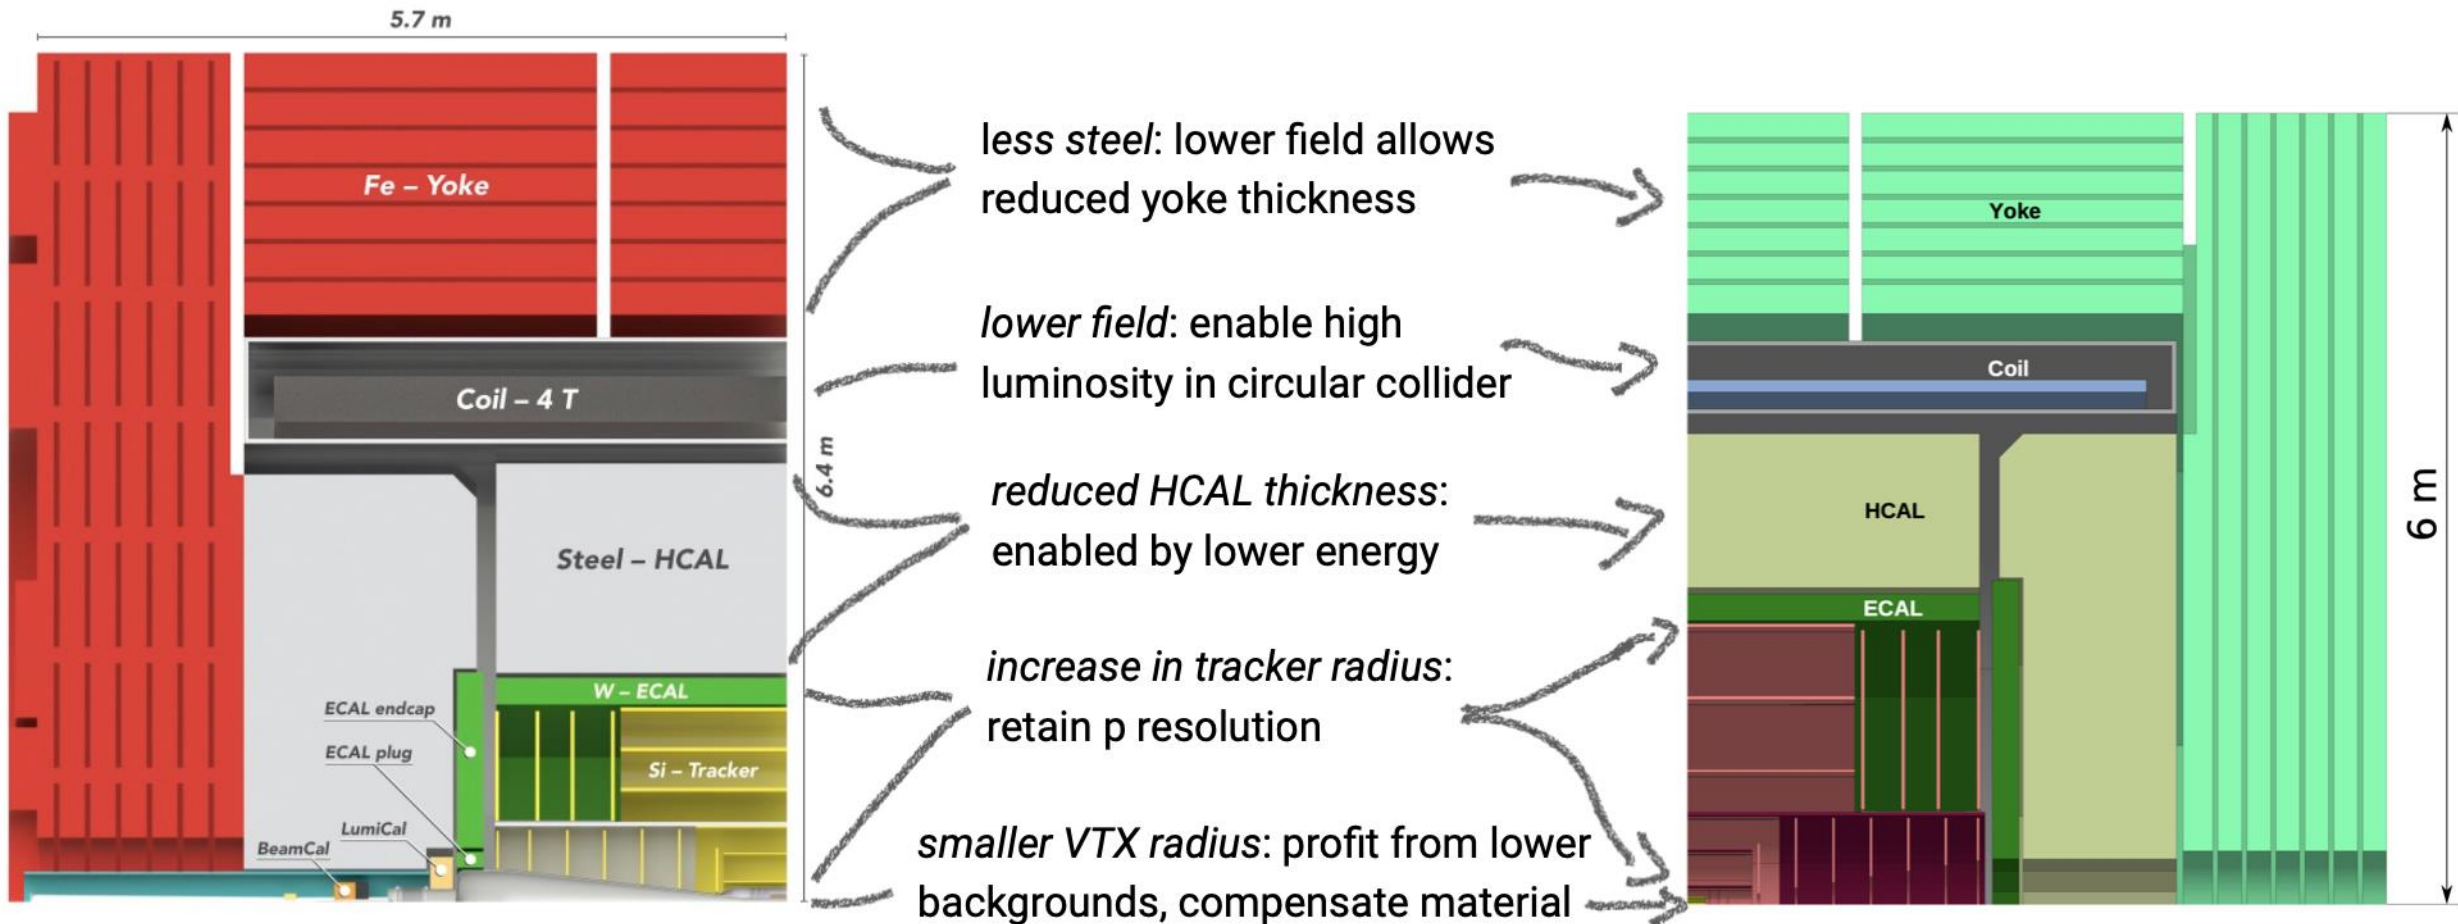 5.7 m
Fe – Yoke
Coil – 4 T
6.4 m
Steel – HCAL
W – ECAL
ECAL endcap
ECAL plug
Si – Tracker
LumiCal
BeamCal
less steel: lower field allows
reduced yoke thickness
lower field: enable high
luminosity in circular collider
reduced HCAL thickness:
enabled by lower energy
increase in tracker radius:
retain p resolution
smaller VTX radius: profit from lower
backgrounds, compensate material
Yoke
Coil
HCAL
ECAL
6 m